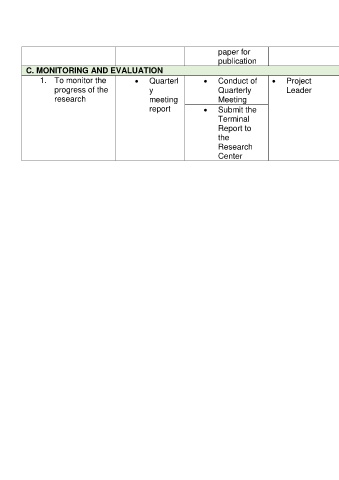 paper for
publication
C. MONITORING AND EVALUATION
1. To monitor the
progress of the
research
• Quarterl
y
meeting
report
• Conduct of
Quarterly
Meeting
• Submit the
Terminal
Report to
the
Research
Center
• Project
Leader